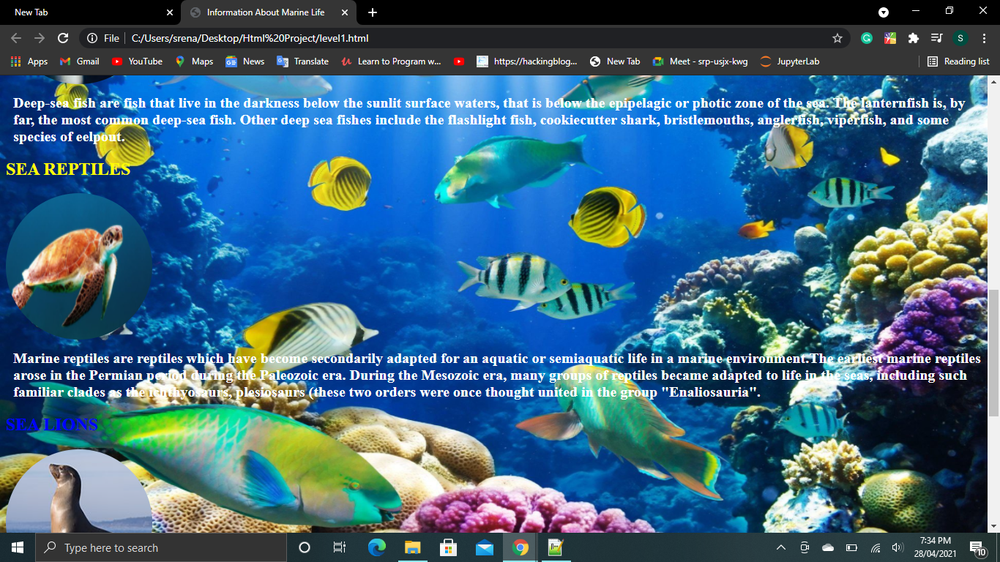 New Tab
Information About Marine Life
File
C:/Users/srena/Desktop/Html%20Project/level1.html
S
Apps
Gmail
YouTube
Maps
News
Translate
Learn to Program w...
https://hackingblog...
New Tab
Meet - srp-usjx-kwg
JupyterLab
Reading list
Deep-sea fish are fish that live in the darkness below the sunlit surface waters, that is below the epipelagic or photic zone of the sea. The lanternfish is, by
far, the most common deep-sea fish. Other deep sea fishes include the flashlight fish, cookiecutter shark, bristlemouths, anglerfish, viperfish, and some
species of eelpout.
SEA REPTILES
Marine reptiles are reptiles which have become secondarily adapted for an aquatic or semiaquatic life in a marine environment.The earliest marine reptiles
arose in the Permian period during the Paleozoic era. During the Mesozoic era, many groups of reptiles became adapted to life in the seas, including such
familiar clades as the ichthyosaurs, plesiosaurs (these two orders were once thought united in the group "Enaliosauria".
SEA LIONS
Type here to search
7:34 PM
28/04/2021
10